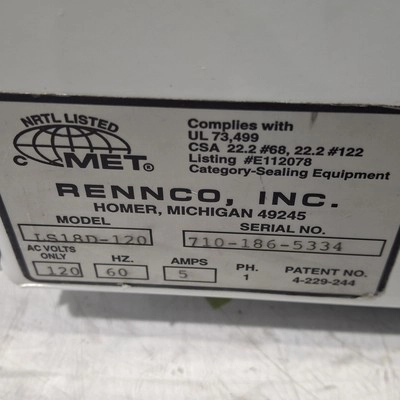 NRTL LISTED
C MET®
Complies with
UL 73,499
CSA 22.2 #68, 22.2 #122
Listing #E112078
Category-Sealing Equipment
RENNCO, INC.
HOMER, MICHIGAN 49245
MODEL SERIAL NO.
LS18D-120 710-186-5334
AC VOLTS ONLY HZ. AMPS PH. PATENT NO.
120 60 5 1 4-229-244